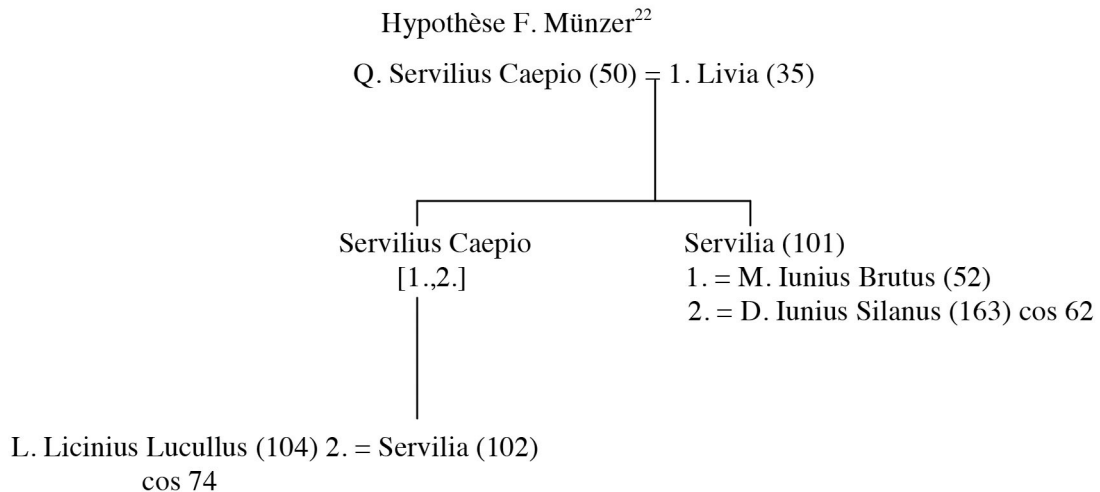 Hypothèse F. Münzer22
Q. Servilius Caepio (50) = 1. Livia (35)
Servilius Caepio
[1.,2.]
Servilia (101)
1. = M. Iunius Brutus (52)
2. = D. Iunius Silanus (163) cos 62
L. Licinius Lucullus (104) 2. = Servilia (102)
cos 74